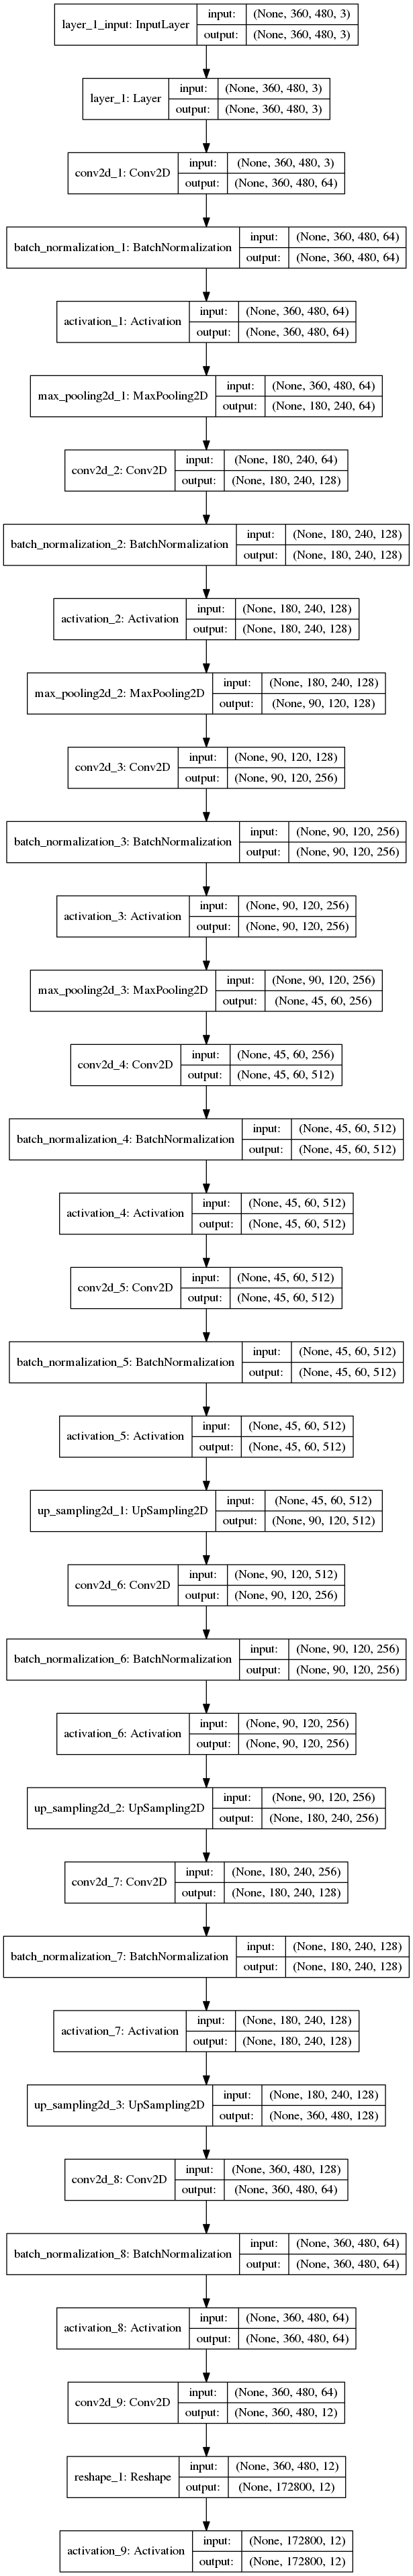 layer_1_input: InputLayer
input: (None, 360, 480, 3)
output: (None, 360, 480, 3)
layer_1: Layer
input: (None, 360, 480, 3)
output: (None, 360, 480, 3)
conv2d_1: Conv2D
input: (None, 360, 480, 3)
output: (None, 360, 480, 64)
batch_normalization_1: BatchNormalization
input: (None, 360, 480, 64)
output: (None, 360, 480, 64)
activation_1: Activation
input: (None, 360, 480, 64)
output: (None, 360, 480, 64)
max_pooling2d_1: MaxPooling2D
input: (None, 360, 480, 64)
output: (None, 180, 240, 64)
conv2d_2: Conv2D
input: (None, 180, 240, 64)
output: (None, 180, 240, 128)
batch_normalization_2: BatchNormalization
input: (None, 180, 240, 128)
output: (None, 180, 240, 128)
activation_2: Activation
input: (None, 180, 240, 128)
output: (None, 180, 240, 128)
max_pooling2d_2: MaxPooling2D
input: (None, 180, 240, 128)
output: (None, 90, 120, 128)
conv2d_3: Conv2D
input: (None, 90, 120, 128)
output: (None, 90, 120, 256)
batch_normalization_3: BatchNormalization
input: (None, 90, 120, 256)
output: (None, 90, 120, 256)
activation_3: Activation
input: (None, 90, 120, 256)
output: (None, 90, 120, 256)
max_pooling2d_3: MaxPooling2D
input: (None, 90, 120, 256)
output: (None, 45, 60, 256)
conv2d_4: Conv2D
input: (None, 45, 60, 256)
output: (None, 45, 60, 512)
batch_normalization_4: BatchNormalization
input: (None, 45, 60, 512)
output: (None, 45, 60, 512)
activation_4: Activation
input: (None, 45, 60, 512)
output: (None, 45, 60, 512)
conv2d_5: Conv2D
input: (None, 45, 60, 512)
output: (None, 45, 60, 512)
batch_normalization_5: BatchNormalization
input: (None, 45, 60, 512)
output: (None, 45, 60, 512)
activation_5: Activation
input: (None, 45, 60, 512)
output: (None, 45, 60, 512)
up_sampling2d_1: UpSampling2D
input: (None, 45, 60, 512)
output: (None, 90, 120, 512)
conv2d_6: Conv2D
input: (None, 90, 120, 512)
output: (None, 90, 120, 256)
batch_normalization_6: BatchNormalization
input: (None, 90, 120, 256)
output: (None, 90, 120, 256)
activation_6: Activation
input: (None, 90, 120, 256)
output: (None, 90, 120, 256)
up_sampling2d_2: UpSampling2D
input: (None, 90, 120, 256)
output: (None, 180, 240, 256)
conv2d_7: Conv2D
input: (None, 180, 240, 256)
output: (None, 180, 240, 128)
batch_normalization_7: BatchNormalization
input: (None, 180, 240, 128)
output: (None, 180, 240, 128)
activation_7: Activation
input: (None, 180, 240, 128)
output: (None, 180, 240, 128)
up_sampling2d_3: UpSampling2D
input: (None, 180, 240, 128)
output: (None, 360, 480, 128)
conv2d_8: Conv2D
input: (None, 360, 480, 128)
output: (None, 360, 480, 64)
batch_normalization_8: BatchNormalization
input: (None, 360, 480, 64)
output: (None, 360, 480, 64)
activation_8: Activation
input: (None, 360, 480, 64)
output: (None, 360, 480, 64)
conv2d_9: Conv2D
input: (None, 360, 480, 64)
output: (None, 360, 480, 12)
reshape_1: Reshape
input: (None, 360, 480, 12)
output: (None, 172800, 12)
activation_9: Activation
input: (None, 172800, 12)
output: (None, 172800, 12)